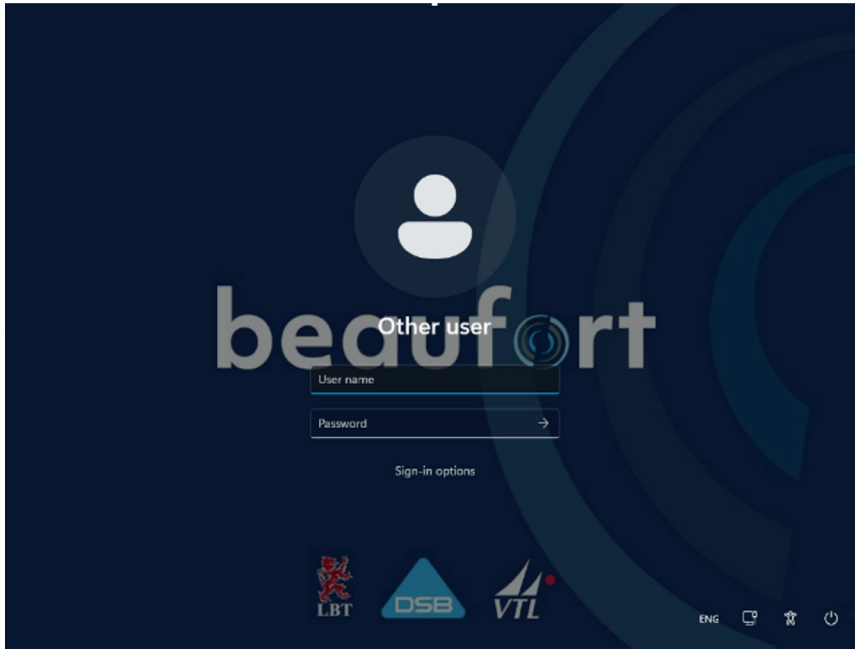 beaufort
Other user
User name
Password
Sign-in options
LBT
DSB
VTL
ENG